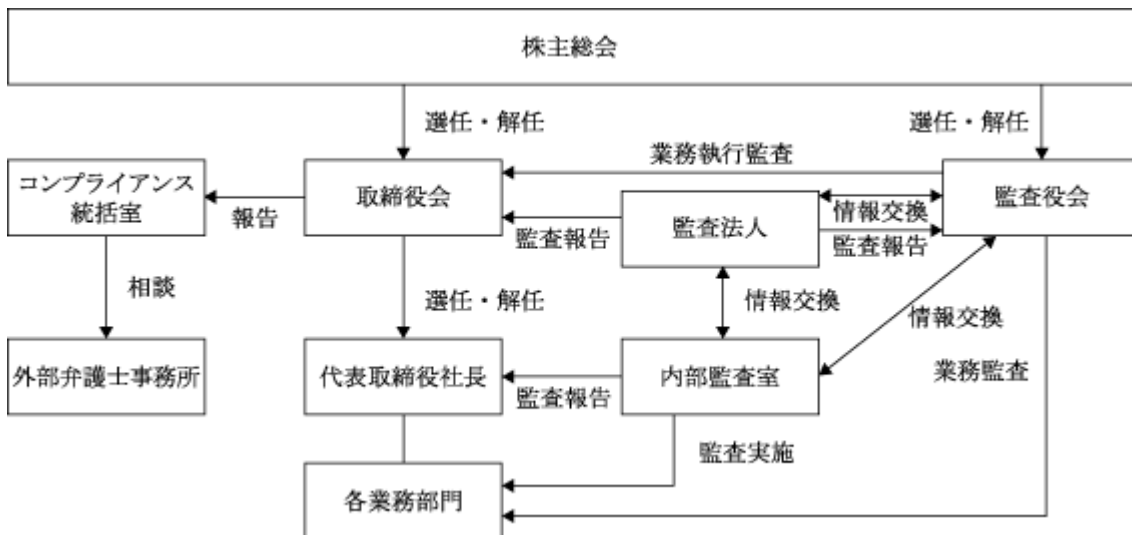 株主総会
選任・解任
選任・解任
業務執行監査
コンプライアンス
統括室
報告
取締役会
監査報告
監査法人
情報交換
監査報告
監査役会
相談
選任・解任
情報交換
情報交換
外部弁護士事務所
代表取締役社長
監査報告
内部監査室
業務監査
監査実施
各業務部門